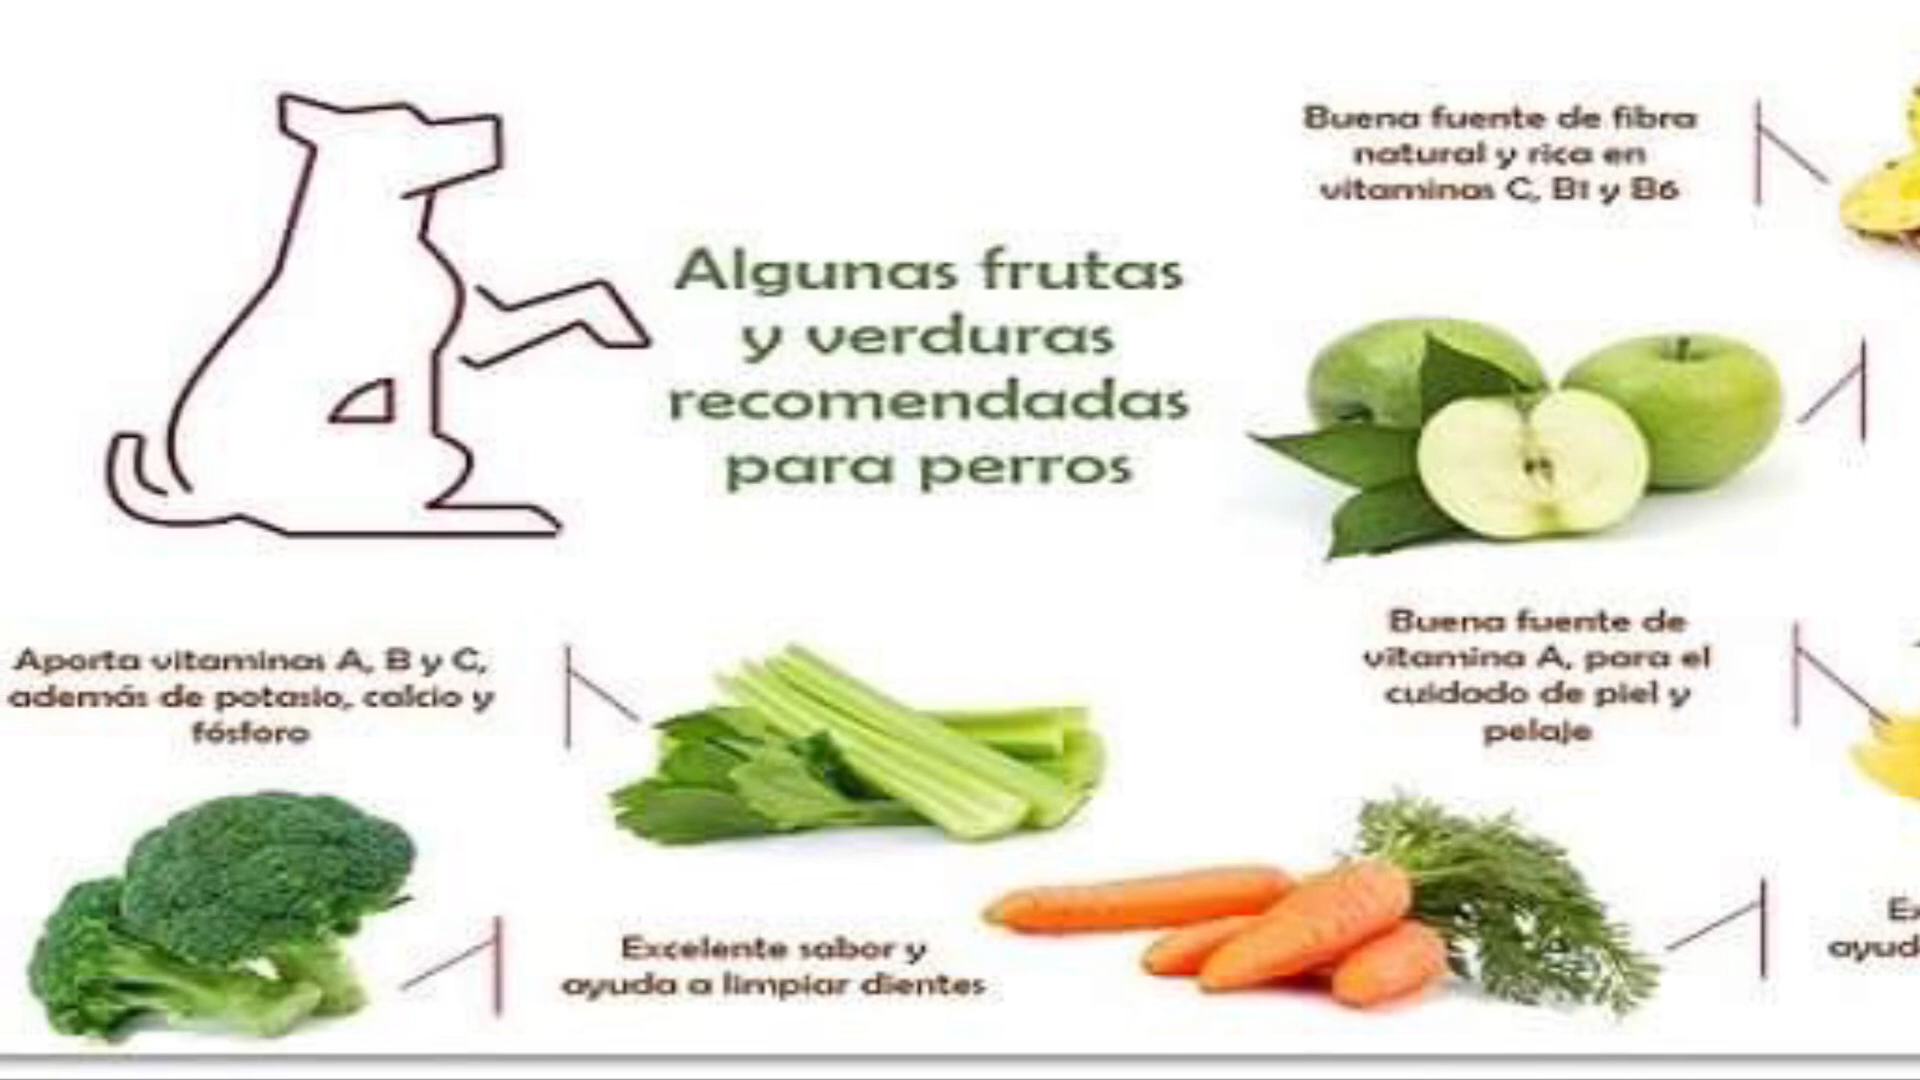 Buena fuente de fibra
natural y rica en
vitaminas C, B1 y B6
Algunas frutas
y verduras
recomendadas
para perros
Aporta vitaminas A, B y C,
además de potasio, calcio y
fósforo
Buena fuente de
vitamina A, para el
cuidado de piel y
pelaje
Excelente sabor y
ayuda a limpiar dientes
Ex
ayud